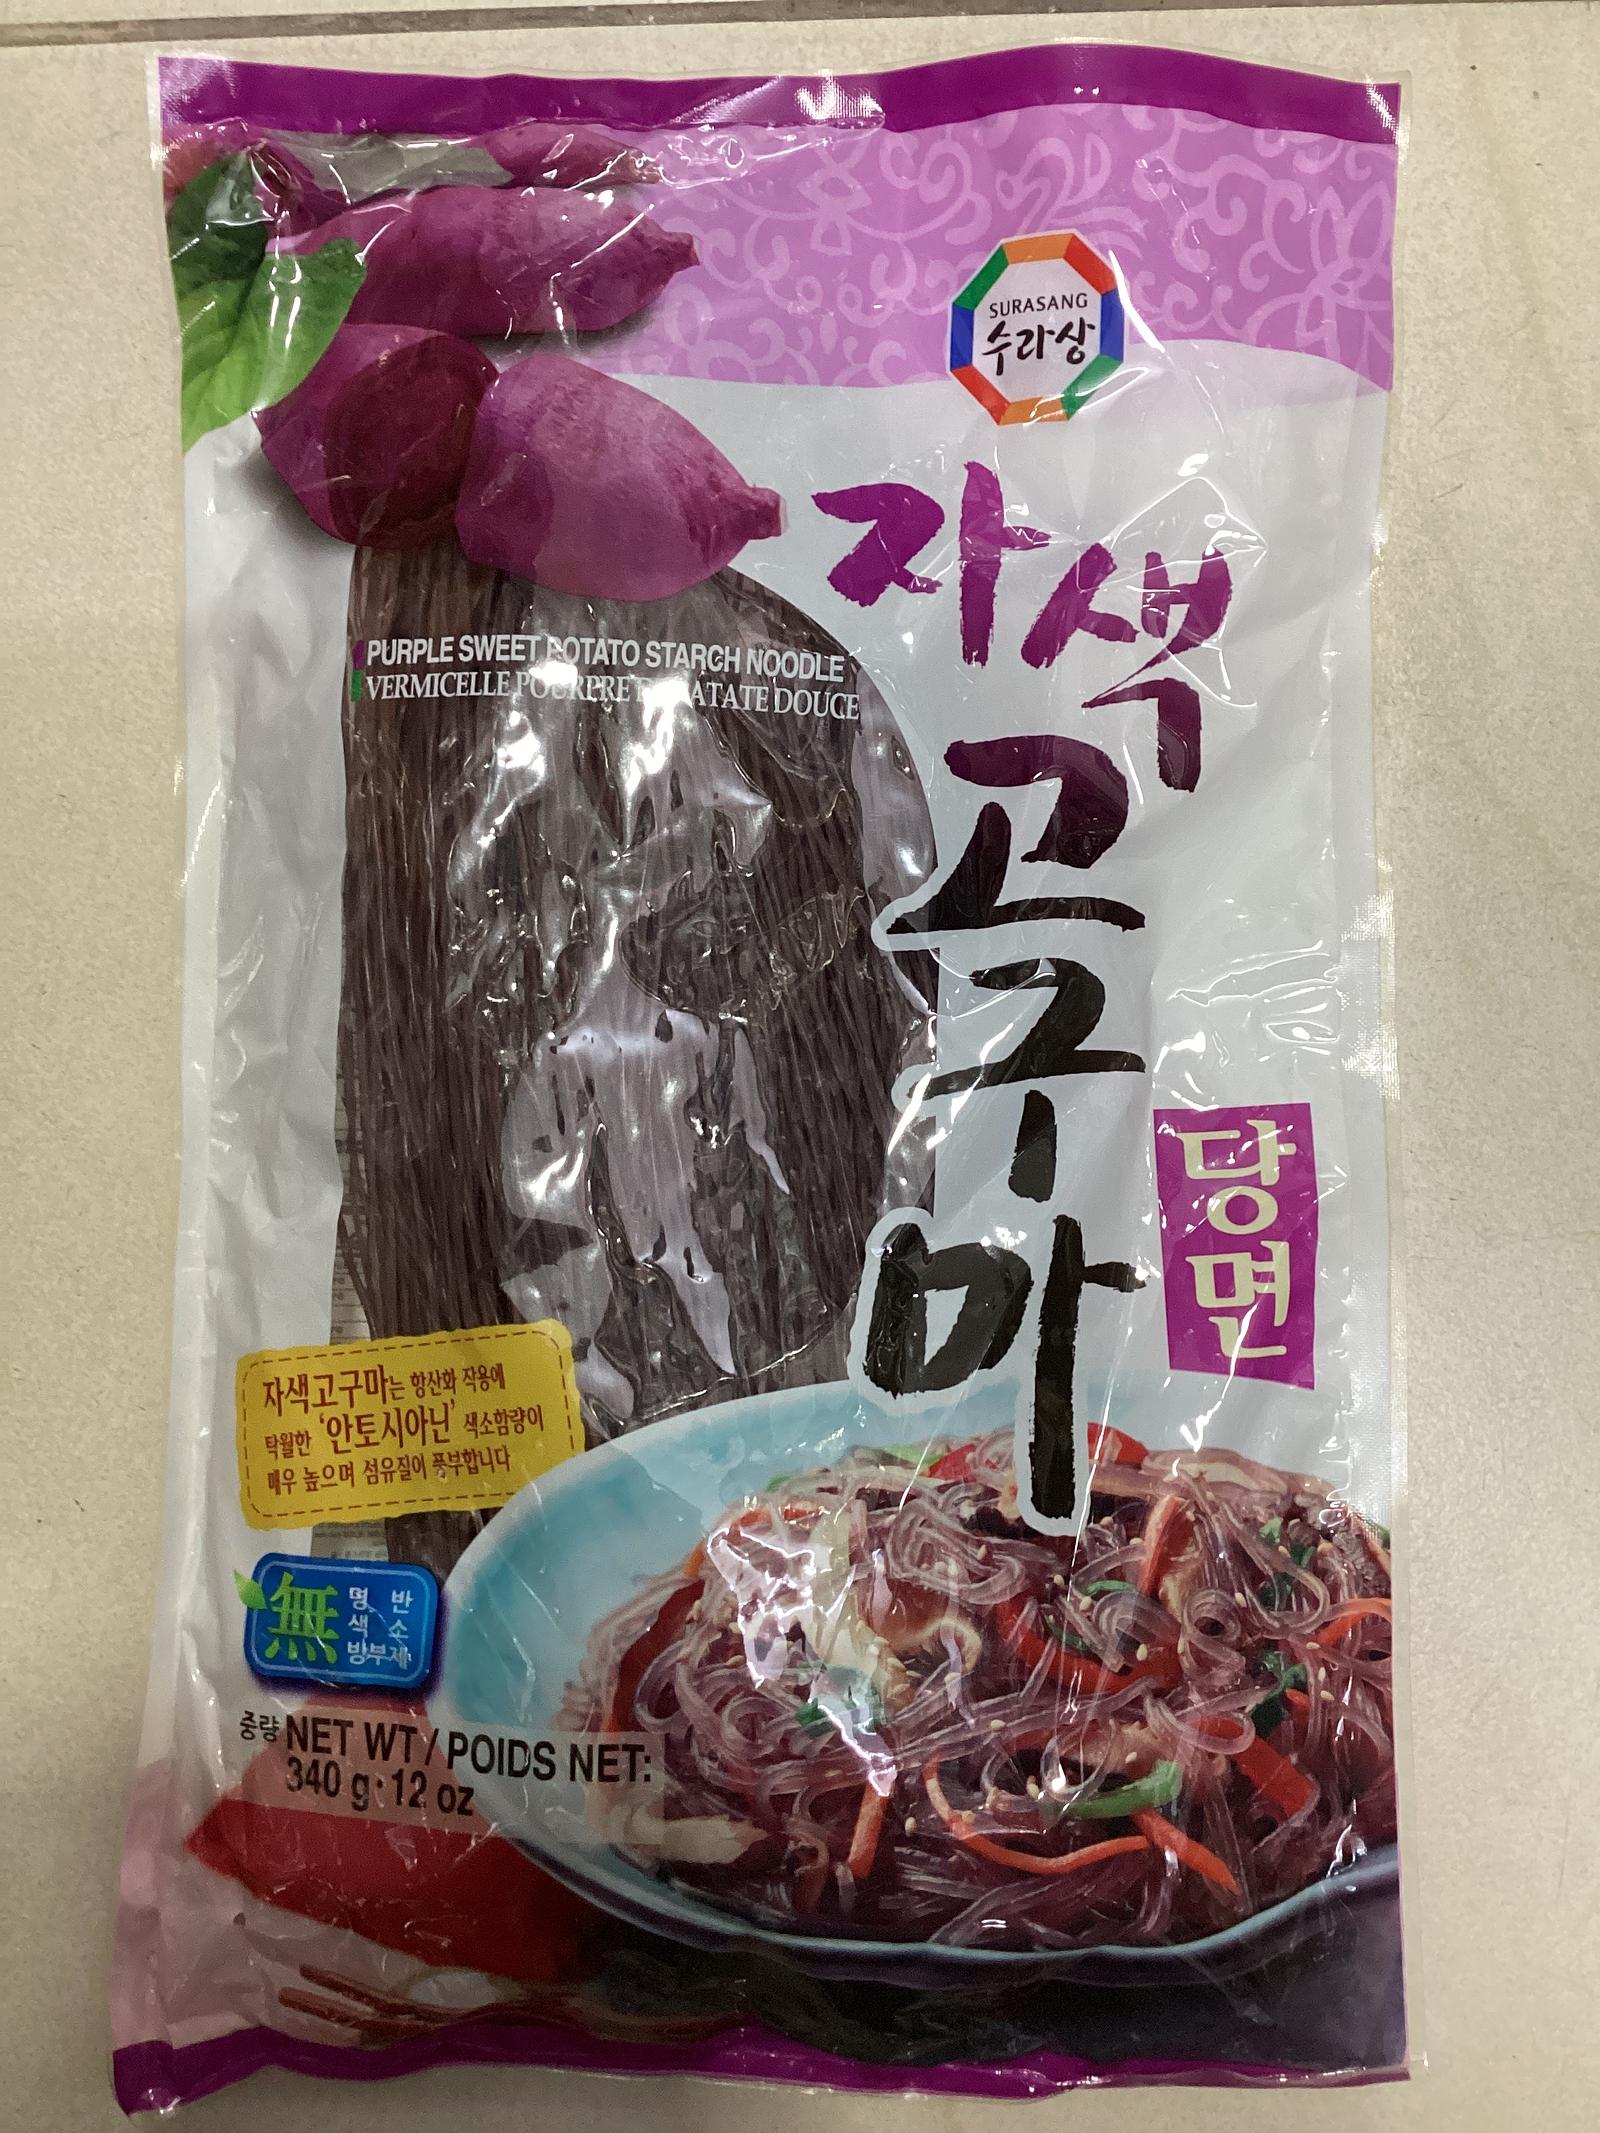 SURASANG
수라상
자색
고구마
당면
PURPLE SWEET POTATO STARCH NOODLE
VERMICELLE POURPRE DE PATATE DOUCE
자색고구마는 항산화 작용에
탁월한 '안토시아닌' 색소함량이
매우 높으며 섬유질이 풍부합니다
無
명 반
색 소
방부제
중량 NET WT / POIDS NET:
340 g · 12 oz